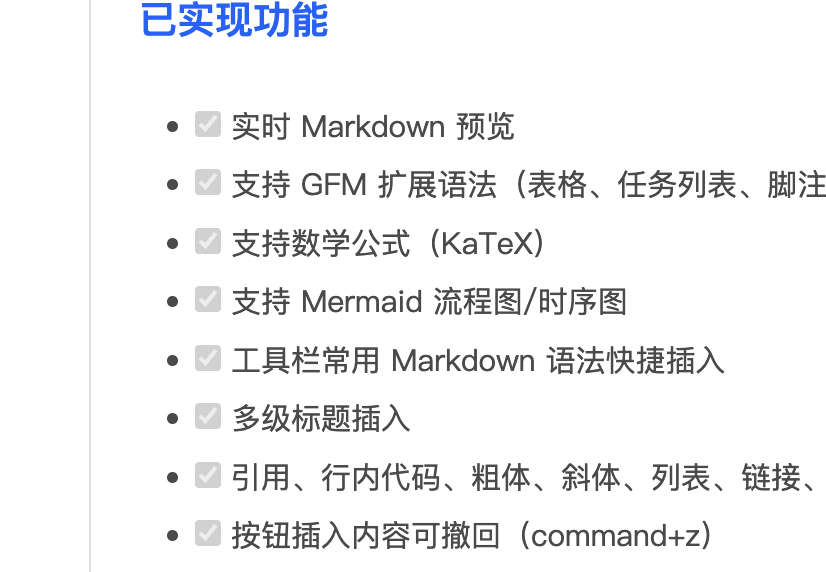 已实现功能
实时 Markdown 预览
支持 GFM 扩展语法（表格、任务列表、脚注
支持数学公式（KaTeX）
支持 Mermaid 流程图/时序图
工具栏常用 Markdown 语法快捷插入
多级标题插入
引用、行内代码、粗体、斜体、列表、链接、
按钮插入内容可撤回（command+z）